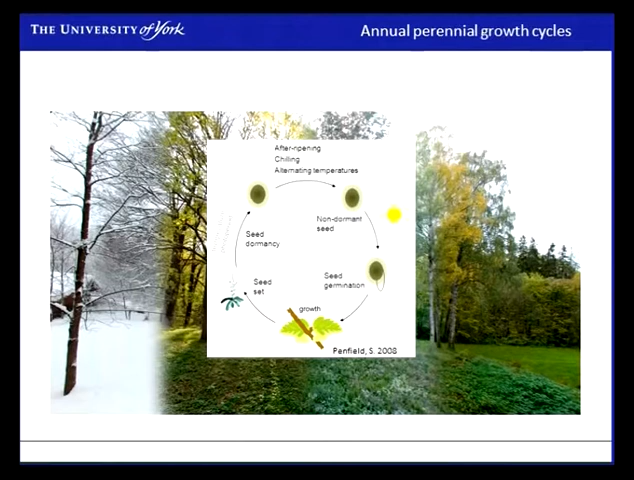 THE UNIVERSITY of York
Annual perennial growth cycles
After-ripening
Chilling
Alternating temperatures
Non-dormant
seed
Seed
dormancy
Seed
germination
Seed
set
growth
Penfield, S. 2008